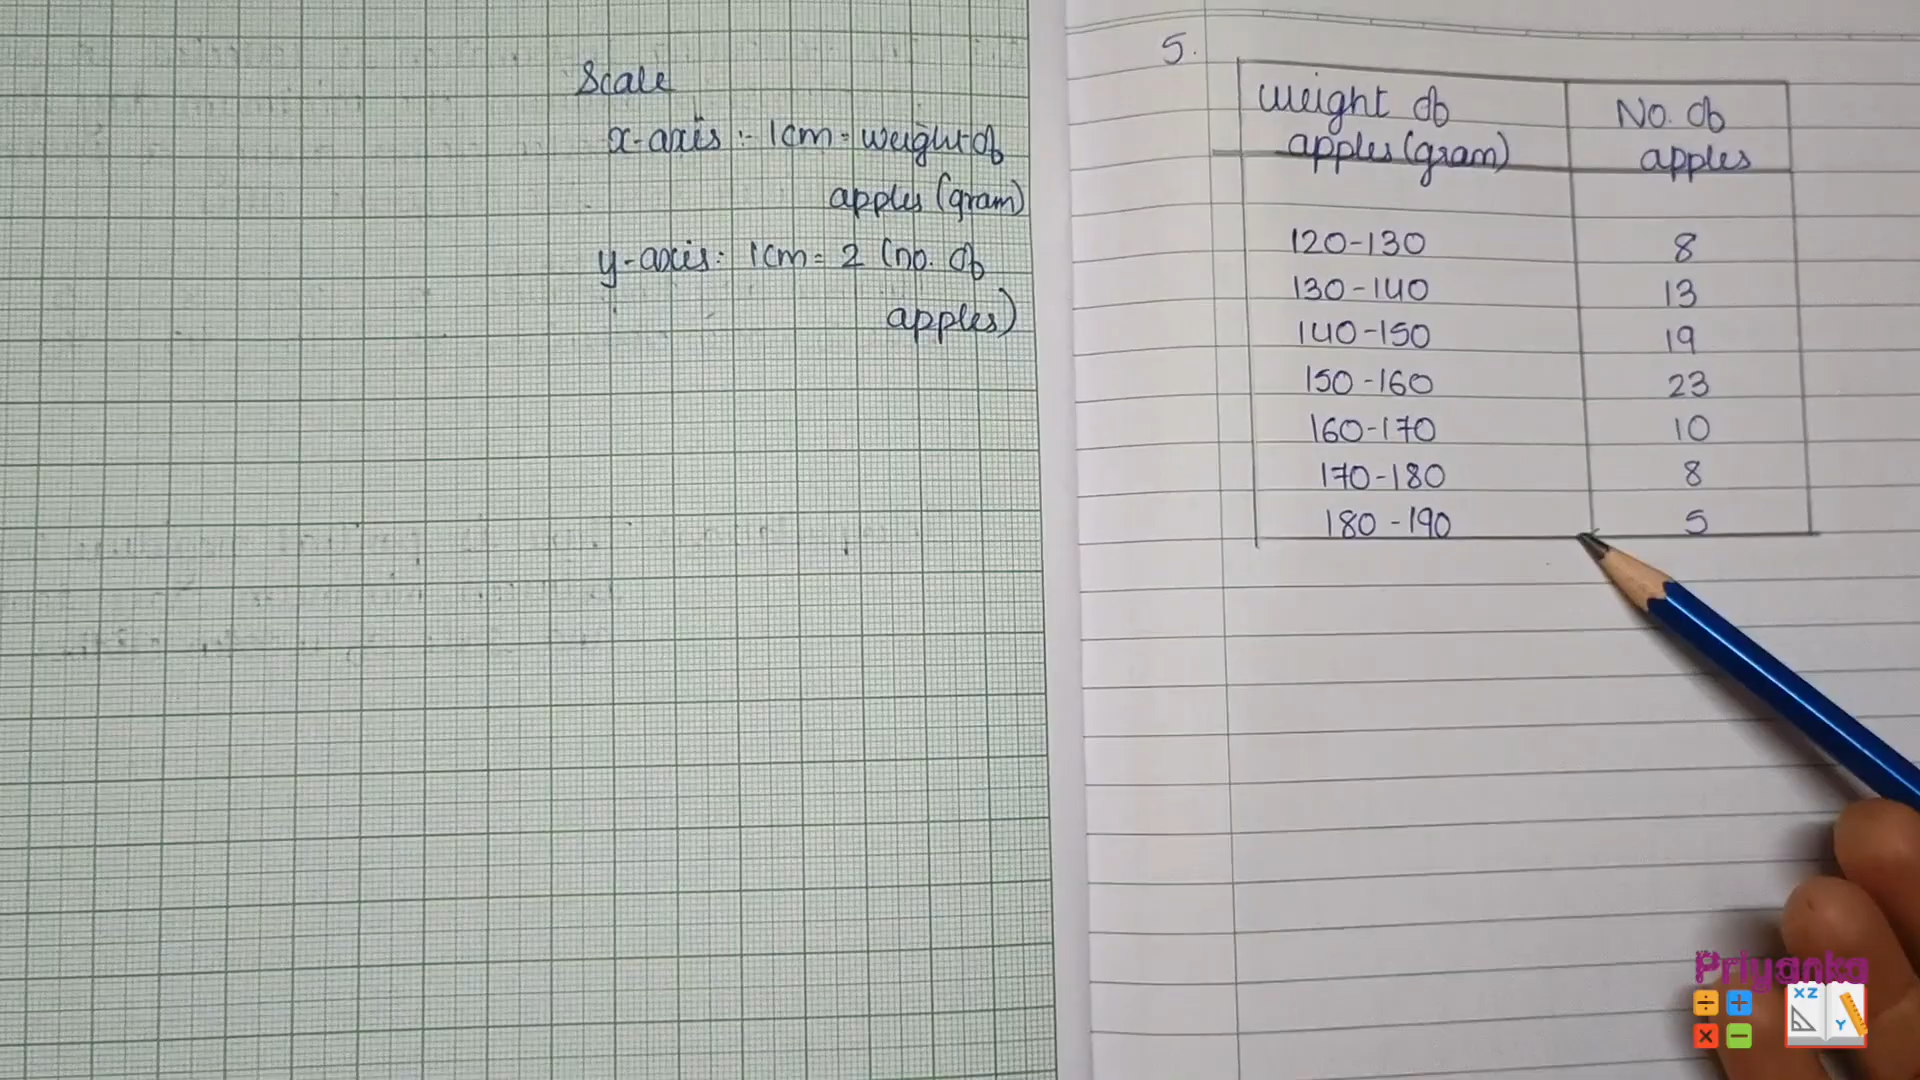 Scale
x-axis :- 1cm = weight of
apples (gram)
y-axis: 1cm = 2 (no. of
apples)
5.
Weight of No. of
apples (gram) apples
120-130 8
130-140 13
140-150 19
150-160 23
160-170 10
170-180 8
180-190 5
Priyanka
XZ
Y